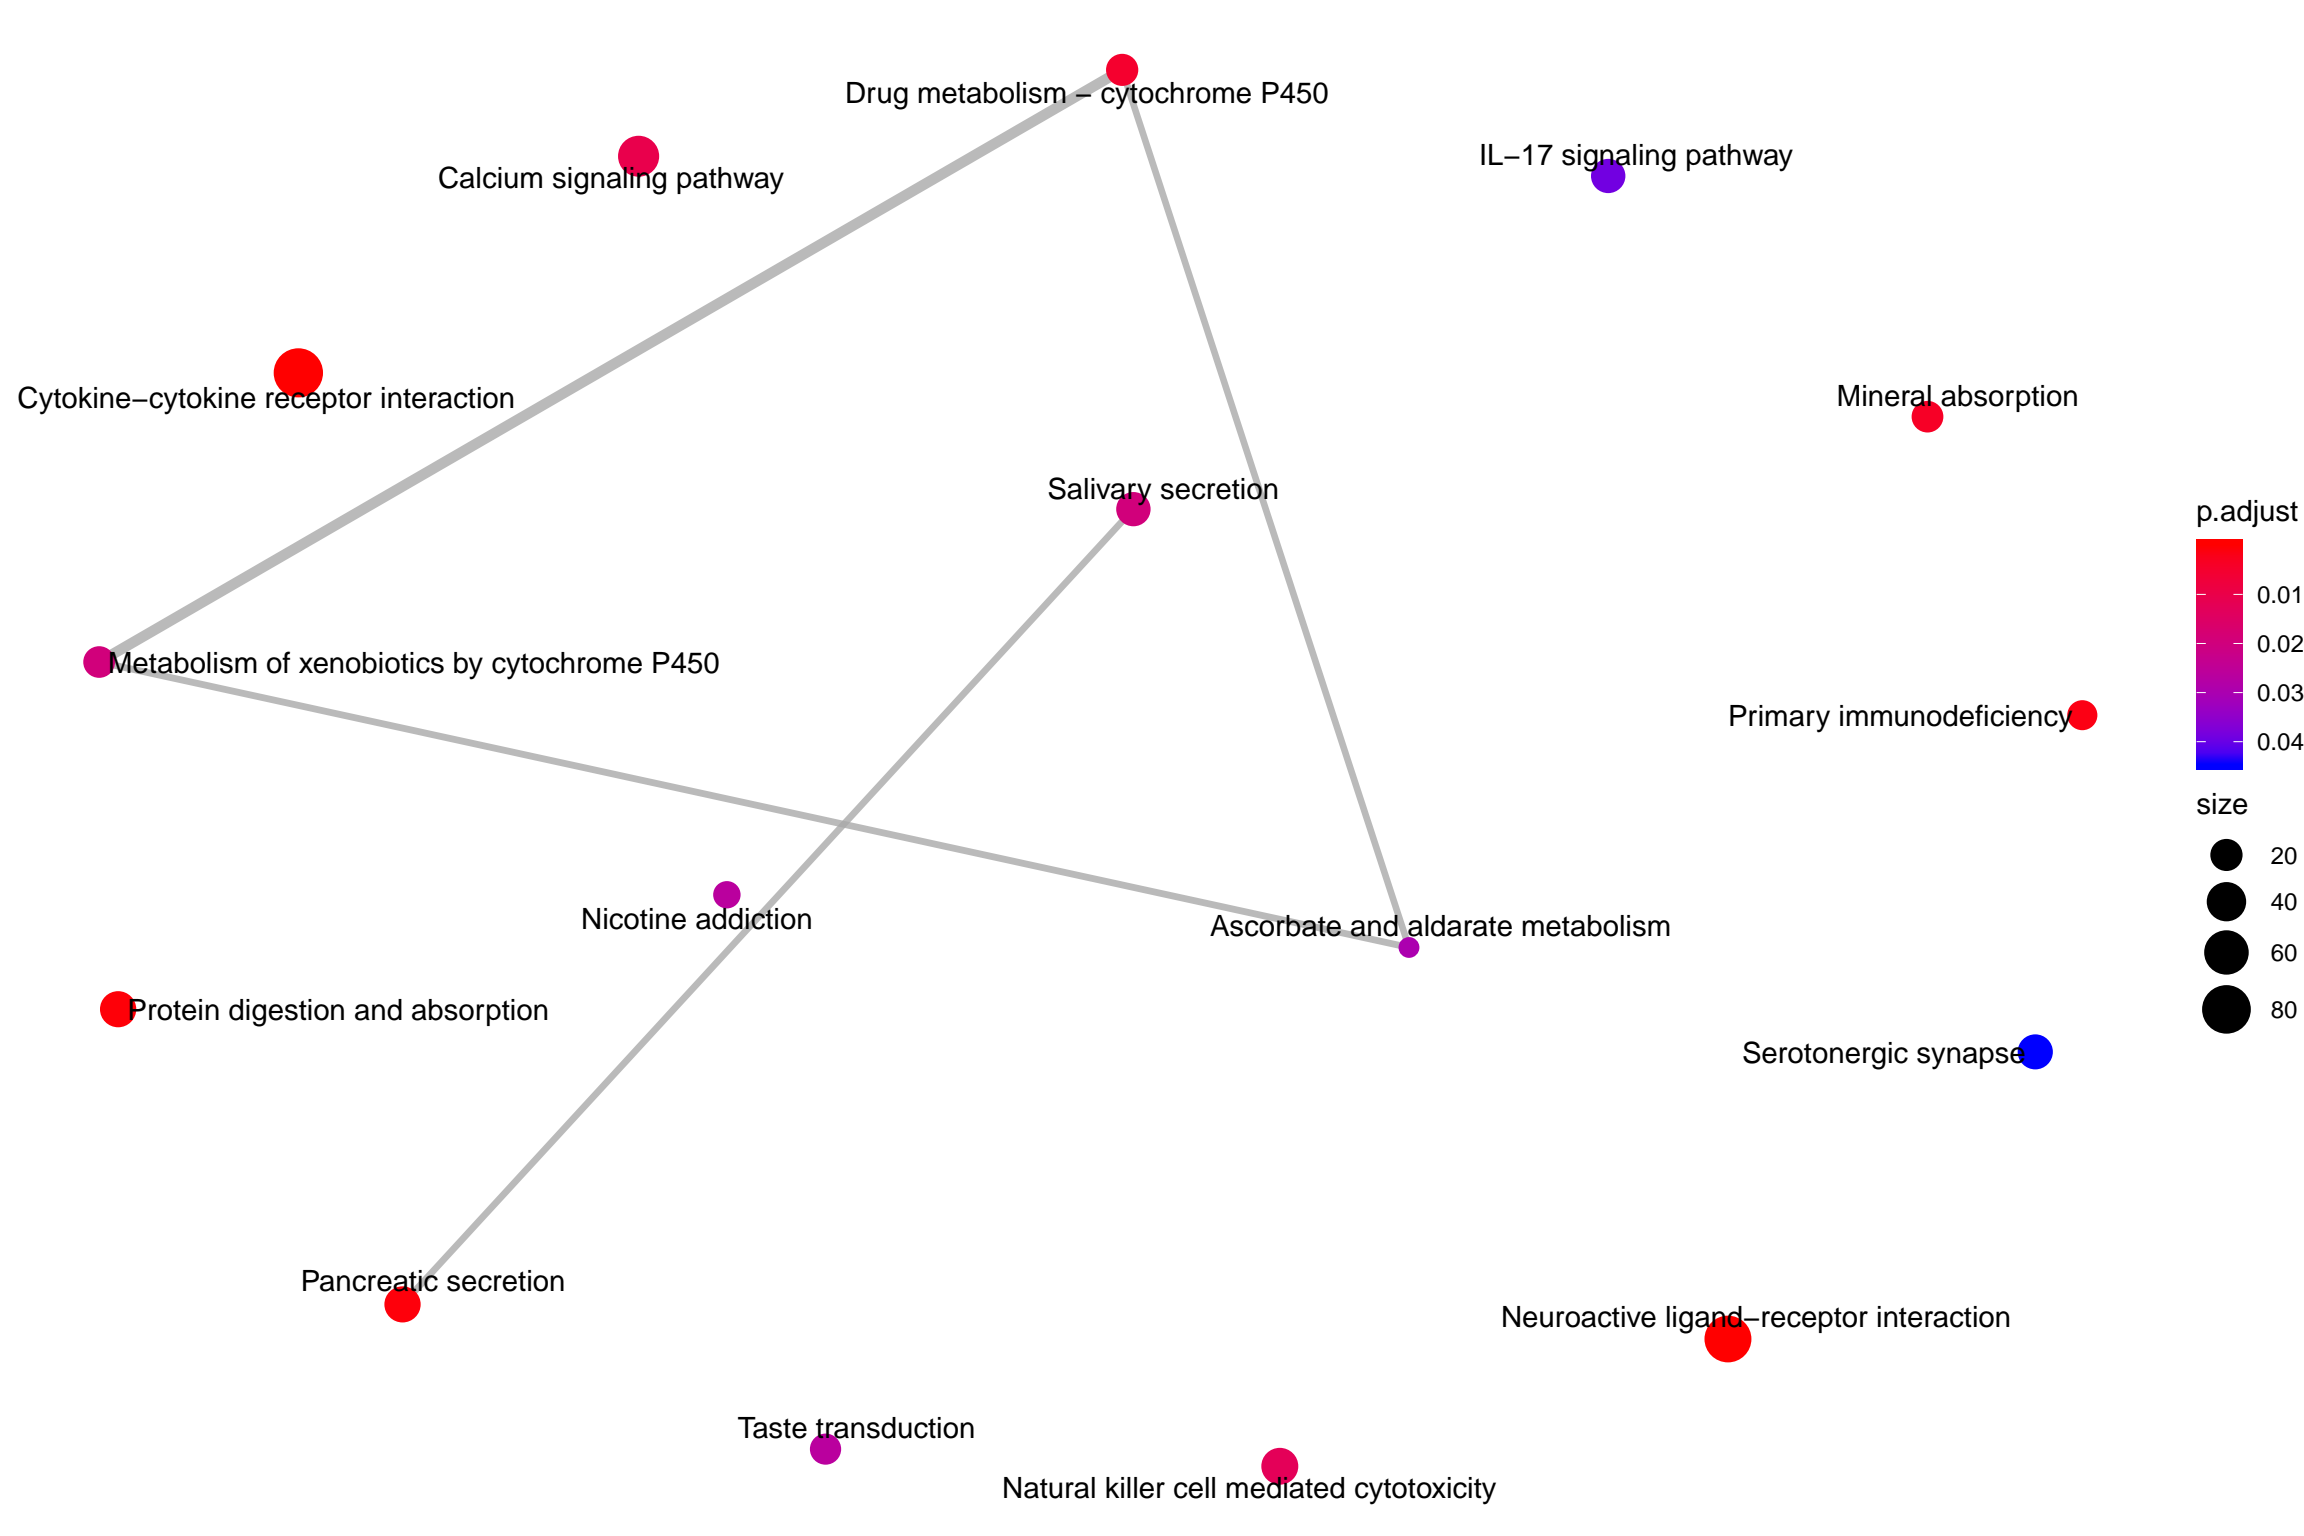 Drug metabolism − cytochrome P450
IL−17 signaling pathway
Calcium signaling pathway
Cytokine−cytokine receptor interaction
Mineral absorption
Salivary secretion
Metabolism of xenobiotics by cytochrome P450
Primary immunodeficiency
Nicotine addiction
Ascorbate and aldarate metabolism
Protein digestion and absorption
Serotonergic synapse
Pancreatic secretion
Neuroactive ligand−receptor interaction
Taste transduction
Natural killer cell mediated cytotoxicity
p.adjust
0.01
0.02
0.03
0.04
size
20
40
60
80